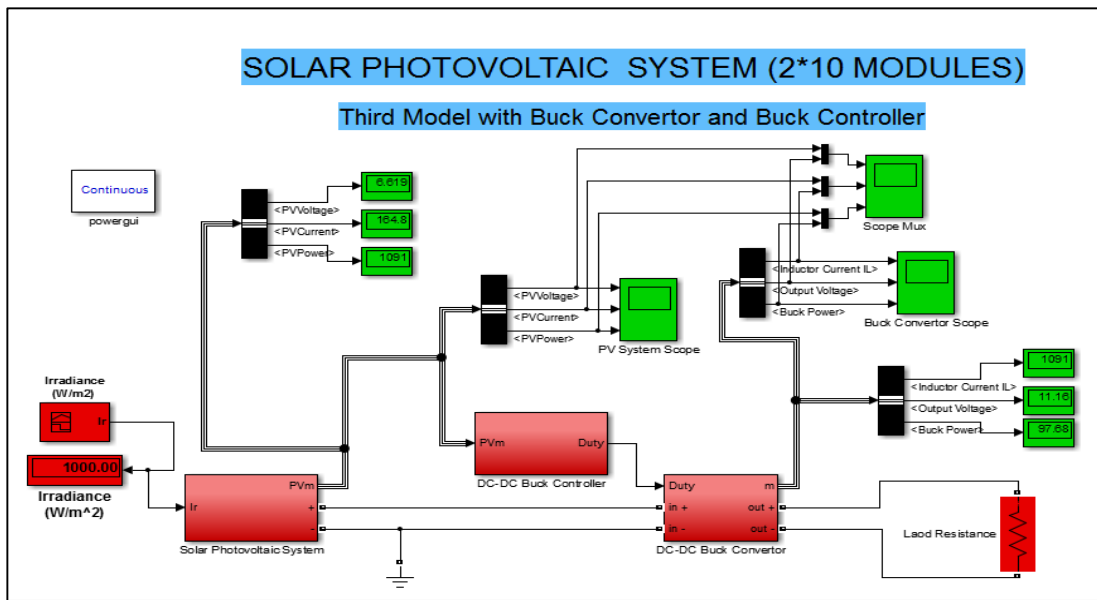 SOLAR PHOTOVOLTAIC SYSTEM (2*10 MODULES)
Third Model with Buck Convertor and Buck Controller
Continuous
powergui
6.619
<PVVoltage>
164.8
<PVCurrent>
1091
<PVPower>
Scope Mux
<PVVoltage>
<PVCurrent>
<PVPower>
PV System Scope
<Inductor Current IL>
<Output Voltage>
<Buck Power>
Buck Convertor Scope
1091
<Inductor Current IL>
11.16
<Output Voltage>
97.68
<Buck Power>
Irradiance
(W/m2)
Ir
1000.00
Irradiance
(W/m^2)
PVm
Ir
+
-
Solar Photovoltaic System
PVm
Duty
DC-DC Buck Controller
Duty
m
in +
out +
in -
out -
DC-DC Buck Convertor
Laod Resistance